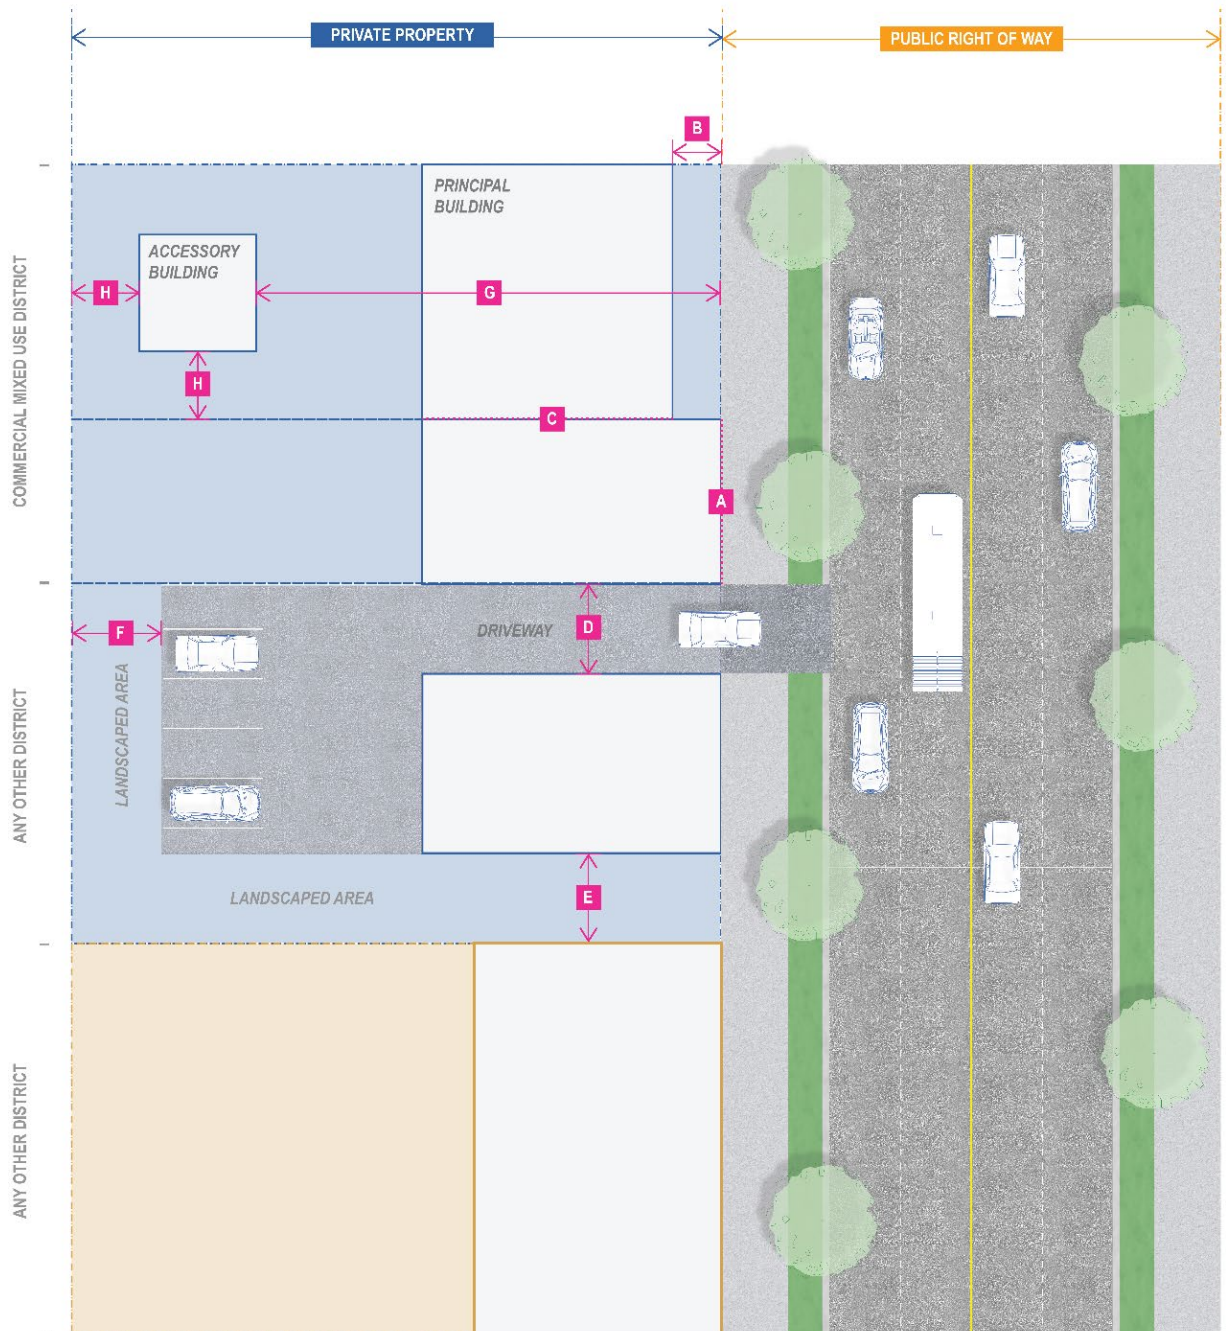 PRIVATE PROPERTY
PUBLIC RIGHT OF WAY
B
PRINCIPAL
BUILDING
ACCESSORY
BUILDING
H
G
H
C
A
COMMERCIAL MIXED USE DISTRICT
F
DRIVEWAY
D
LANDSCAPED AREA
ANY OTHER DISTRICT
LANDSCAPED AREA
E
ANY OTHER DISTRICT